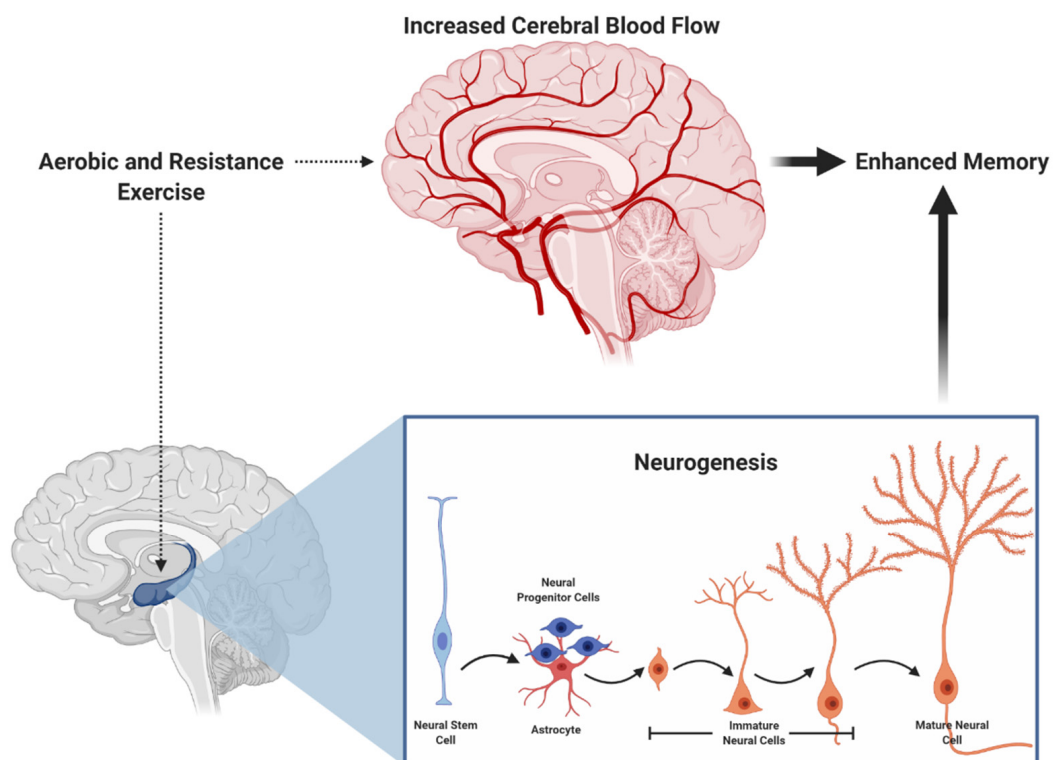 Increased Cerebral Blood Flow
Aerobic and Resistance
Exercise
Enhanced Memory
Neurogenesis
Neural
Progenitor Cells
Neural Stem
Cell
Astrocyte
Immature
Neural Cells
Mature Neural
Cell